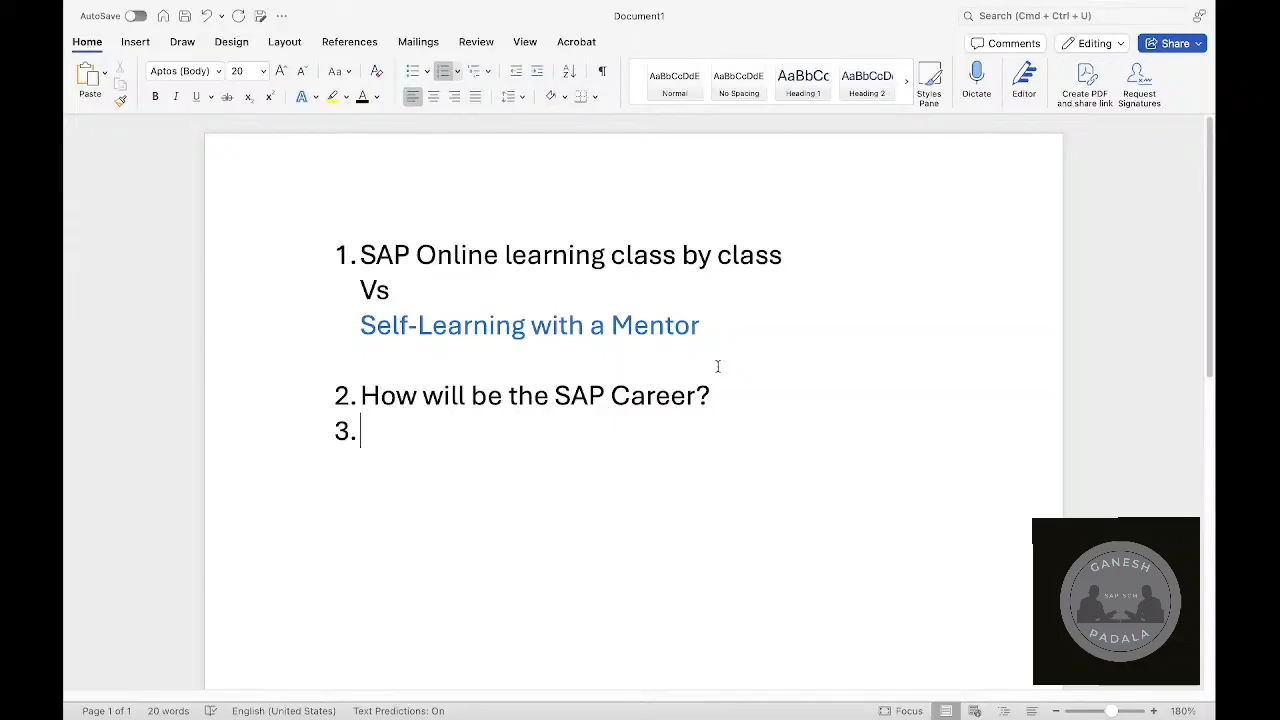 AutoSave
Document1
Search (Cmd + Ctrl + U)
Home Insert Draw Design Layout References Mailings Review View Acrobat
Comments Editing Share
Paste
Aptos (Body) 20
AaBbCcDdE AaBbCcDdE AaBbCc AaBbCcDi
Normal No Spacing Heading 1 Heading 2
Styles Pane
Dictate
Editor
Create PDF and share link
Request Signatures
1. SAP Online learning class by class
Vs
Self-Learning with a Mentor
2. How will be the SAP Career?
3.
GANESH
SAP SCM
PADALA
Page 1 of 1 20 words English (United States) Text Predictions: On Focus 180%